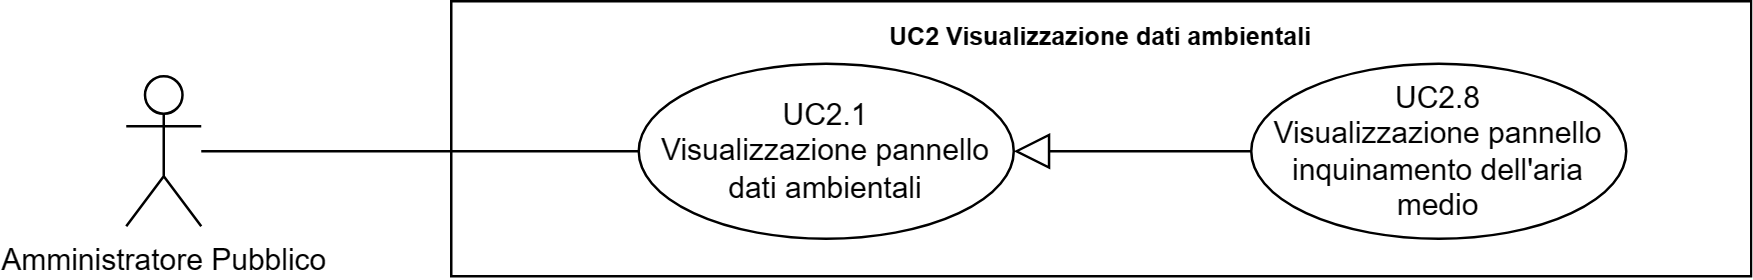 UC2 Visualizzazione dati ambientali
UC2.1
Visualizzazione pannello
dati ambientali
UC2.8
Visualizzazione pannello
inquinamento dell'aria
medio
Amministratore Pubblico